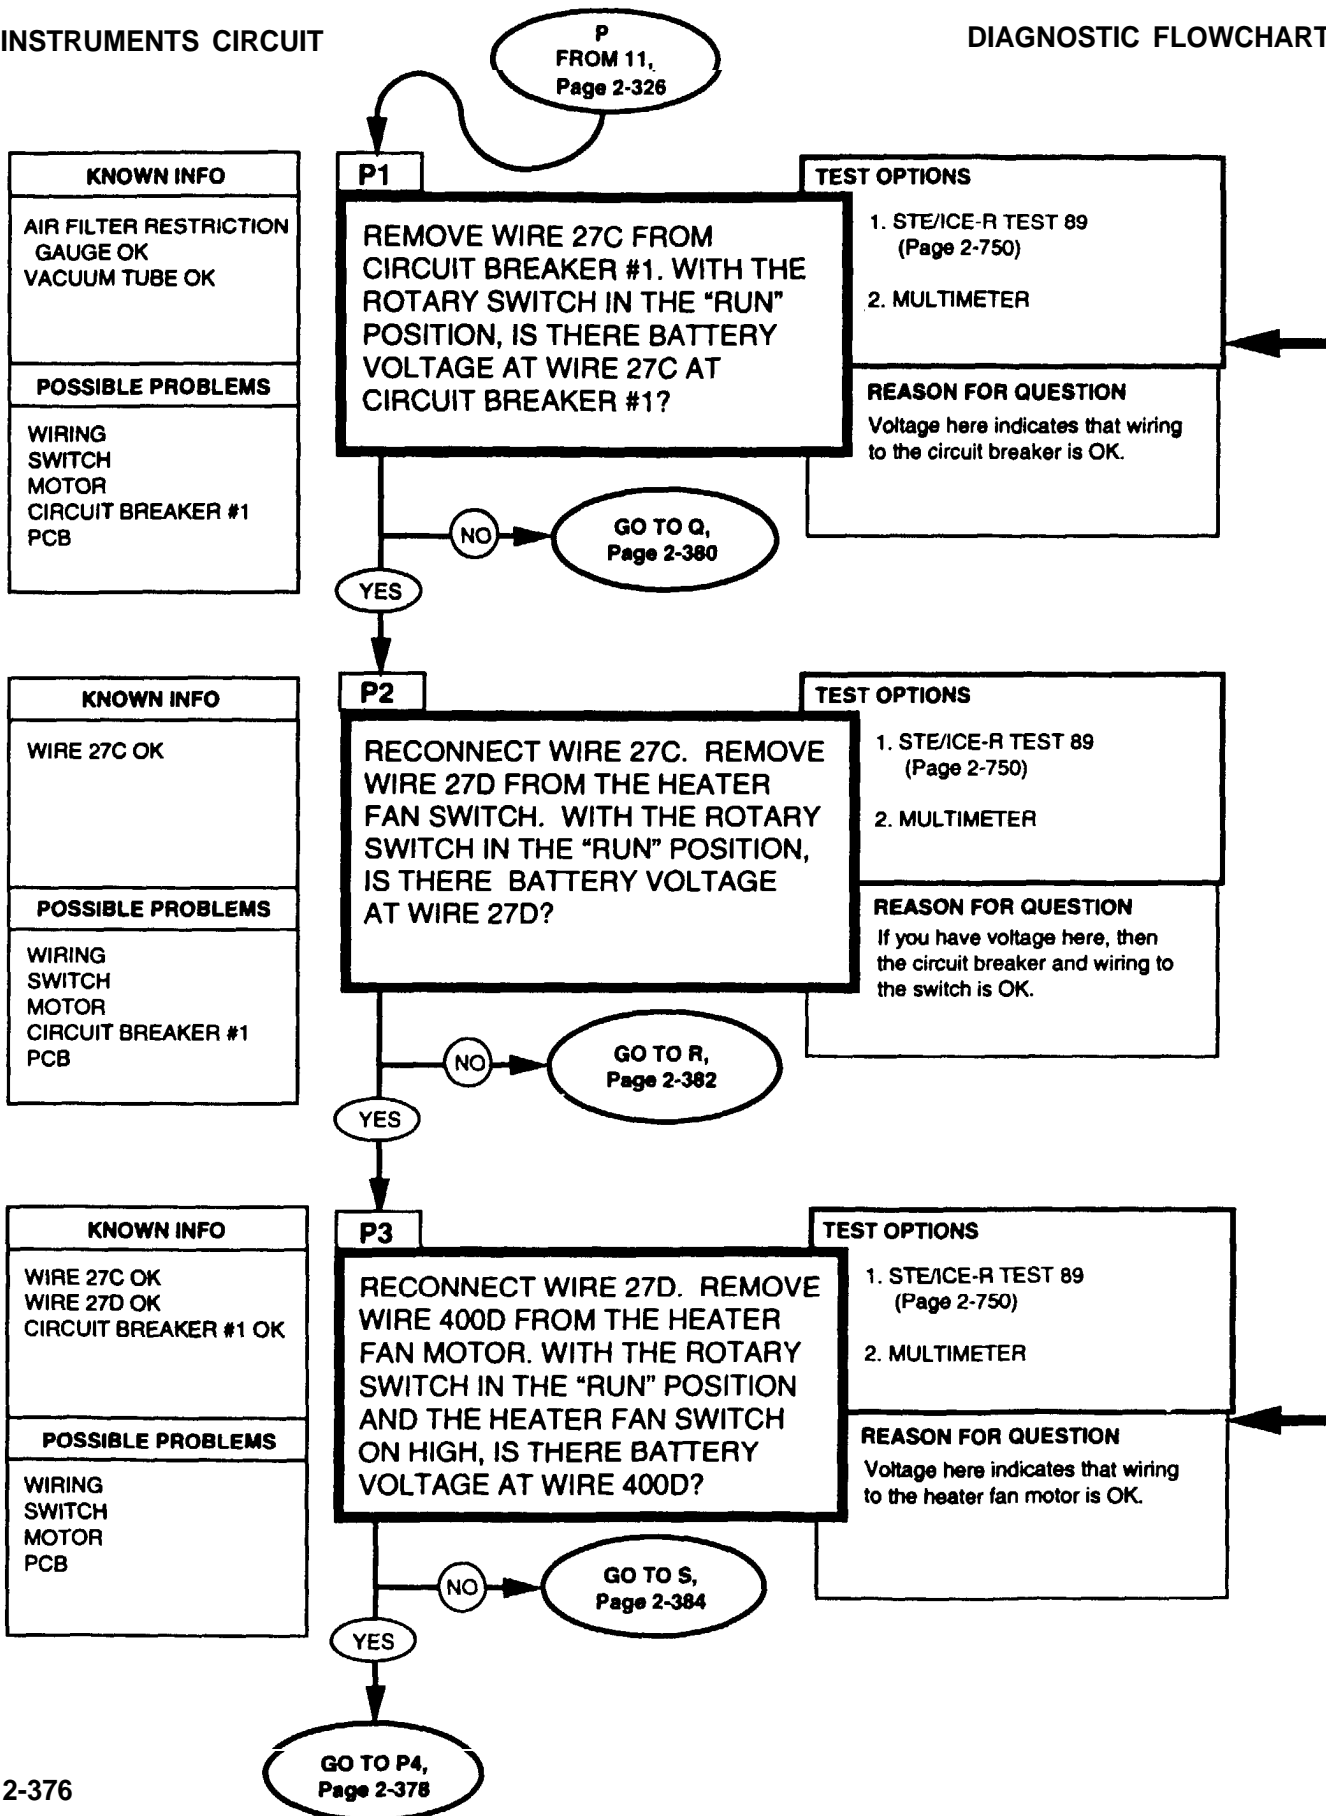 INSTRUMENTS CIRCUIT
DIAGNOSTIC FLOWCHART
P
FROM 11,
Page 2-326
KNOWN INFO
AIR FILTER RESTRICTION
GAUGE OK
VACUUM TUBE OK
POSSIBLE PROBLEMS
WIRING
SWITCH
MOTOR
CIRCUIT BREAKER #1
PCB
P1
REMOVE WIRE 27C FROM
CIRCUIT BREAKER #1. WITH THE
ROTARY SWITCH IN THE “RUN”
POSITION, IS THERE BATTERY
VOLTAGE AT WIRE 27C AT
CIRCUIT BREAKER #1?
TEST OPTIONS
1. STE/ICE-R TEST 89
(Page 2-750)
2. MULTIMETER
REASON FOR QUESTION
Voltage here indicates that wiring
to the circuit breaker is OK.
NO
GO TO Q,
Page 2-380
YES
KNOWN INFO
WIRE 27C OK
POSSIBLE PROBLEMS
WIRING
SWITCH
MOTOR
CIRCUIT BREAKER #1
PCB
P2
RECONNECT WIRE 27C. REMOVE
WIRE 27D FROM THE HEATER
FAN SWITCH. WITH THE ROTARY
SWITCH IN THE “RUN” POSITION,
IS THERE BATTERY VOLTAGE
AT WIRE 27D?
TEST OPTIONS
1. STE/ICE-R TEST 89
(Page 2-750)
2. MULTIMETER
REASON FOR QUESTION
If you have voltage here, then
the circuit breaker and wiring to
the switch is OK.
NO
GO TO R,
Page 2-382
YES
KNOWN INFO
WIRE 27C OK
WIRE 27D OK
CIRCUIT BREAKER #1 OK
POSSIBLE PROBLEMS
WIRING
SWITCH
MOTOR
PCB
P3
RECONNECT WIRE 27D. REMOVE
WIRE 400D FROM THE HEATER
FAN MOTOR. WITH THE ROTARY
SWITCH IN THE “RUN” POSITION
AND THE HEATER FAN SWITCH
ON HIGH, IS THERE BATTERY
VOLTAGE AT WIRE 400D?
TEST OPTIONS
1. STE/ICE-R TEST 89
(Page 2-750)
2. MULTIMETER
REASON FOR QUESTION
Voltage here indicates that wiring
to the heater fan motor is OK.
NO
GO TO S,
Page 2-384
YES
GO TO P4,
Page 2-378
2-376